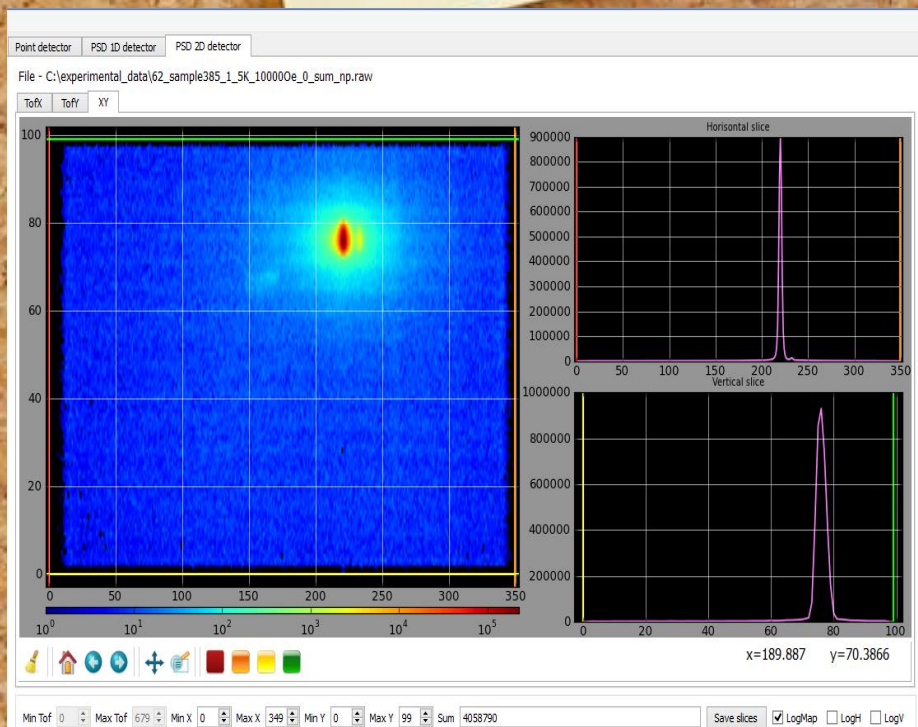 Point detector PSD 1D detector PSD 2D detector
File - C:\experimental_data\62_sample385_1_5K_10000Oe_0_sum_np.raw
TofX TofY XY
100
80
60
40
20
0
0 50 100 150 200 250 300 350
10^0 10^1 10^2 10^3 10^4 10^5
Horisontal slice
900000
800000
700000
600000
500000
400000
300000
200000
100000
0
0 50 100 150 200 250 300 350
Vertical slice
1000000
800000
600000
400000
200000
0
0 20 40 60 80 100
x=189.887 y=70.3866
Min Tof 0 Max Tof 679 Min X 0 Max X 349 Min Y 0 Max Y 99 Sum 4058790 Save slices LogMap LogH LogV